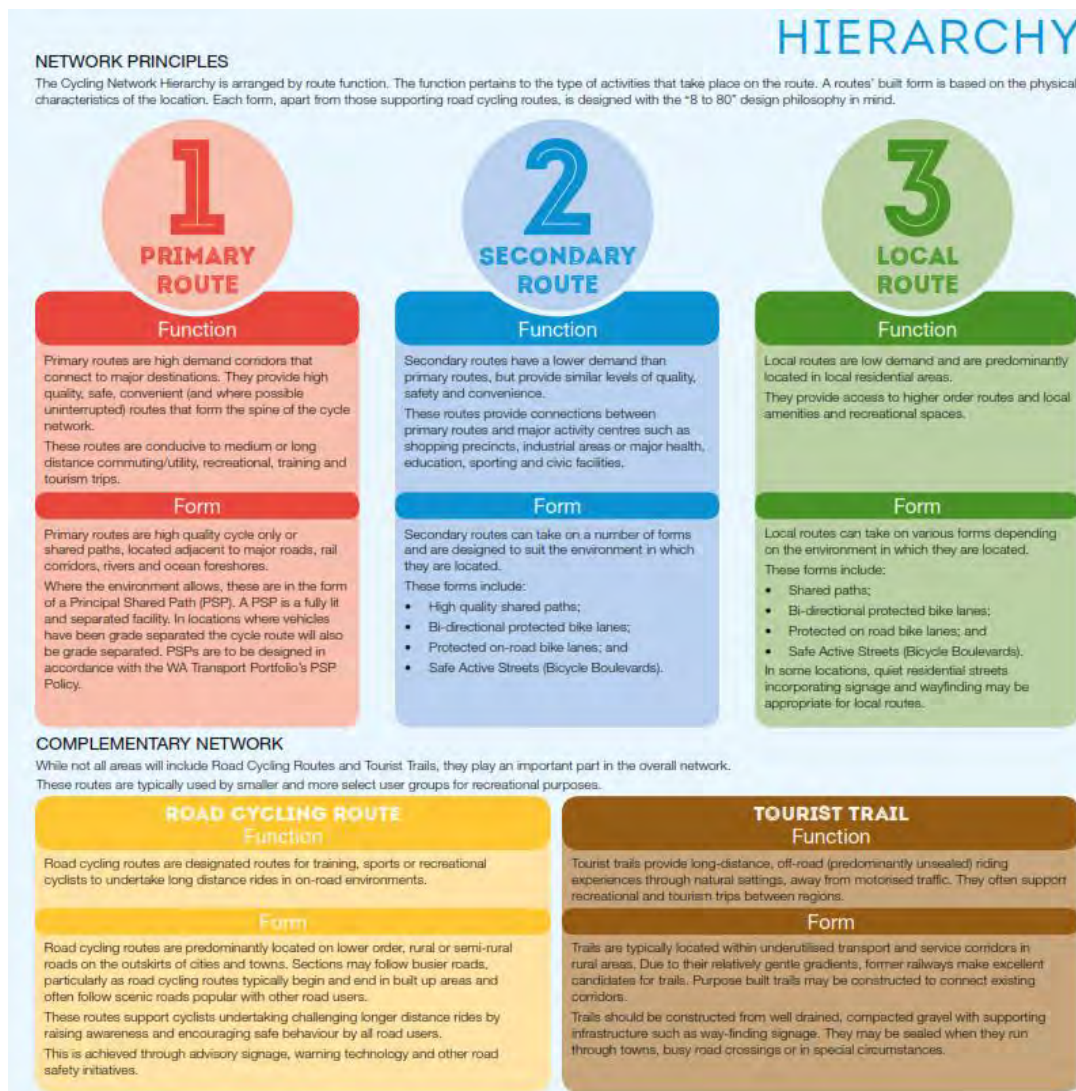 HIERARCHY
NETWORK PRINCIPLES
The Cycling Network Hierarchy is arranged by route function. The function pertains to the type of activities that take place on the route. A routes' built form is based on the physical
characteristics of the location. Each form, apart from those supporting road cycling routes, is designed with the "8 to 80" design philosophy in mind.
1
PRIMARY
ROUTE
Function
Primary routes are high demand corridors that
connect to major destinations. They provide high
quality, safe, convenient (and where possible
uninterrupted) routes that form the spine of the cycle
network.
These routes are conducive to medium or long
distance commuting/utility, recreational, training and
tourism trips.
Form
Primary routes are high quality cycle only or
shared paths, located adjacent to major roads, rail
corridors, rivers and ocean foreshores.
Where the environment allows, these are in the form
of a Principal Shared Path (PSP). A PSP is a fully lit
and separated facility. In locations where vehicles
have been grade separated the cycle route will also
be grade separated. PSPs are to be designed in
accordance with the WA Transport Portfolio's PSP
Policy.
2
SECONDARY
ROUTE
Function
Secondary routes have a lower demand than
primary routes, but provide similar levels of quality,
safety and convenience.
These routes provide connections between
primary routes and major activity centres such as
shopping precincts, industrial areas or major health,
education, sporting and civic facilities.
Form
Secondary routes can take on a number of forms
and are designed to suit the environment in which
they are located.
These forms include:
• High quality shared paths;
• Bi-directional protected bike lanes;
• Protected on-road bike lanes; and
• Safe Active Streets (Bicycle Boulevards).
3
LOCAL
ROUTE
Function
Local routes are low demand and are predominantly
located in local residential areas.
They provide access to higher order routes and local
amenities and recreational spaces.
Form
Local routes can take on various forms depending
on the environment in which they are located.
These forms include:
• Shared paths;
• Bi-directional protected bike lanes;
• Protected on road bike lanes; and
• Safe Active Streets (Bicycle Boulevards).
In some locations, quiet residential streets
incorporating signage and wayfinding may be
appropriate for local routes.
COMPLEMENTARY NETWORK
While not all areas will include Road Cycling Routes and Tourist Trails, they play an important part in the overall network.
These routes are typically used by smaller and more select user groups for recreational purposes.
ROAD CYCLING ROUTE
Function
Road cycling routes are designated routes for training, sports or recreational
cyclists to undertake long distance rides in on-road environments.
Form
Road cycling routes are predominantly located on lower order, rural or semi-rural
roads on the outskirts of cities and towns. Sections may follow busier roads,
particularly as road cycling routes typically begin and end in built up areas and
often follow scenic roads popular with other road users.
These routes support cyclists undertaking challenging longer distance rides by
raising awareness and encouraging safe behaviour by all road users.
This is achieved through advisory signage, warning technology and other road
safety initiatives.
TOURIST TRAIL
Function
Tourist trails provide long-distance, off-road (predominantly unsealed) riding
experiences through natural settings, away from motorised traffic. They often support
recreational and tourism trips between regions.
Form
Trails are typically located within underutilised transport and service corridors in
rural areas. Due to their relatively gentle gradients, former railways make excellent
candidates for trails. Purpose built trails may be constructed to connect existing
corridors.
Trails should be constructed from well drained, compacted gravel with supporting
infrastructure such as way-finding signage. They may be sealed when they run
through towns, busy road crossings or in special circumstances.